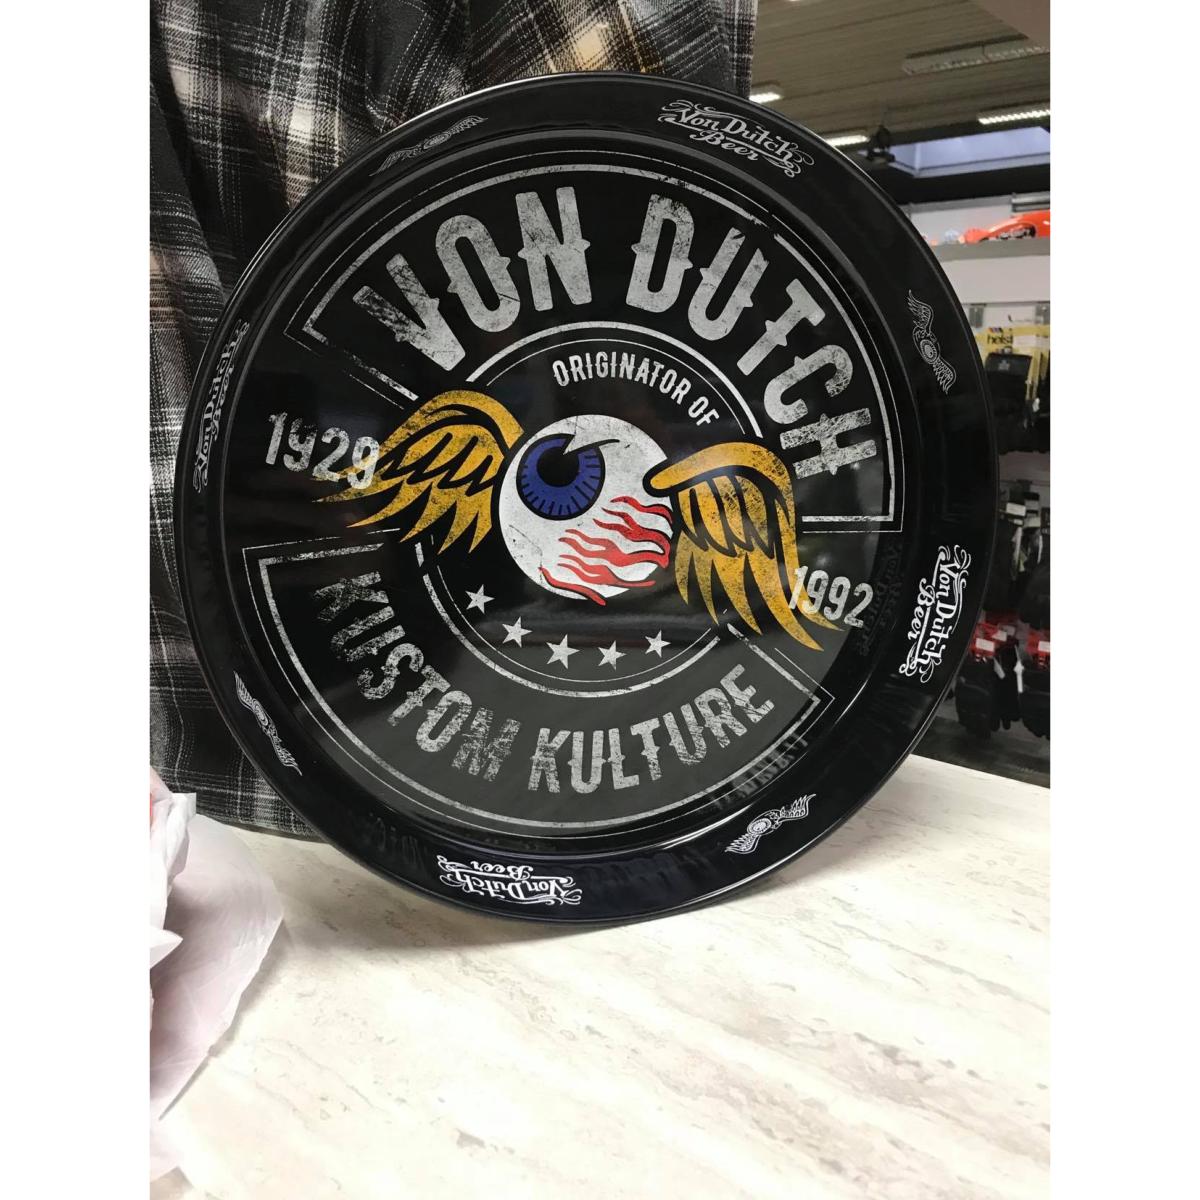 VON DUTCH
ORIGINATOR OF
1929
1992
KUSTOM KULTURE
Von Dutch
Beer
Von Dutch
Beer
Von Dutch
Beer
Von Dutch
Beer
helst